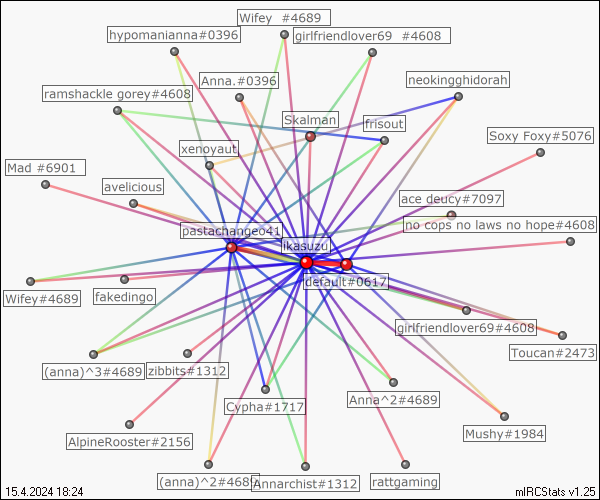 Wifey #4689
hypomanianna#0396
girlfriendlover69 #4608
Anna.#0396
neokingghidorah
ramshackle gorey#4608
Skalman
frisout
Soxy Foxy#5076
xenoyaut
Mad #6901
avelicious
ace deucy#7097
no cops no laws no hope#4608
pastachangeo41
ikasuzu
default#0617
Wifey#4689
fakedingo
girlfriendlover69#4608
Toucan#2473
(anna)^3#4689
zibbits#1312
Cypha#1717
Anna^2#4689
AlpineRooster#2156
Mushy#1984
(anna)^2#4689
Annarchist#1312
rattgaming
15.4.2024 18:24
mIRCStats v1.25